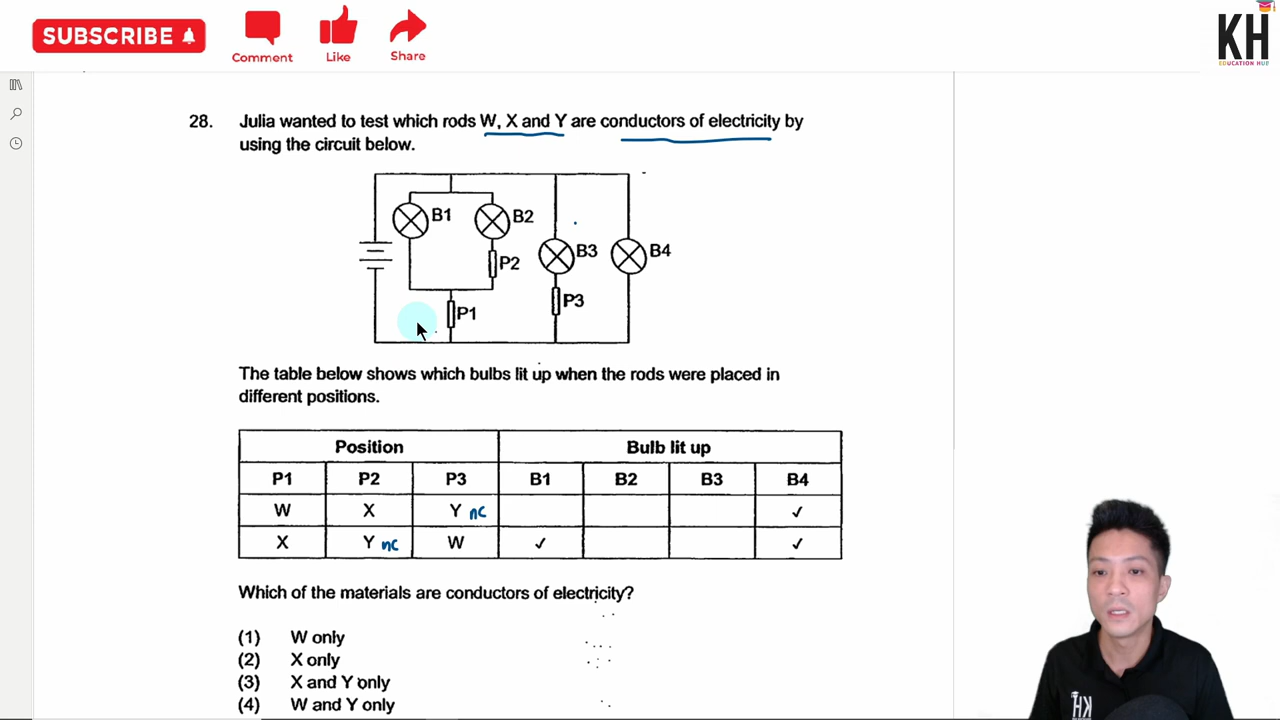 SUBSCRIBE
Comment
Like
Share
KH
EDUCATION HUP
28. Julia wanted to test which rods W, X and Y are conductors of electricity by
using the circuit below.
B1
B2
B3
B4
P2
P3
P1
The table below shows which bulbs lit up when the rods were placed in
different positions.
Position Bulb lit up
P1 P2 P3 B1 B2 B3 B4
W X Y nc ✓
X Y nc W ✓ ✓
Which of the materials are conductors of electricity?
(1) W only
(2) X only
(3) X and Y only
(4) W and Y only
KH